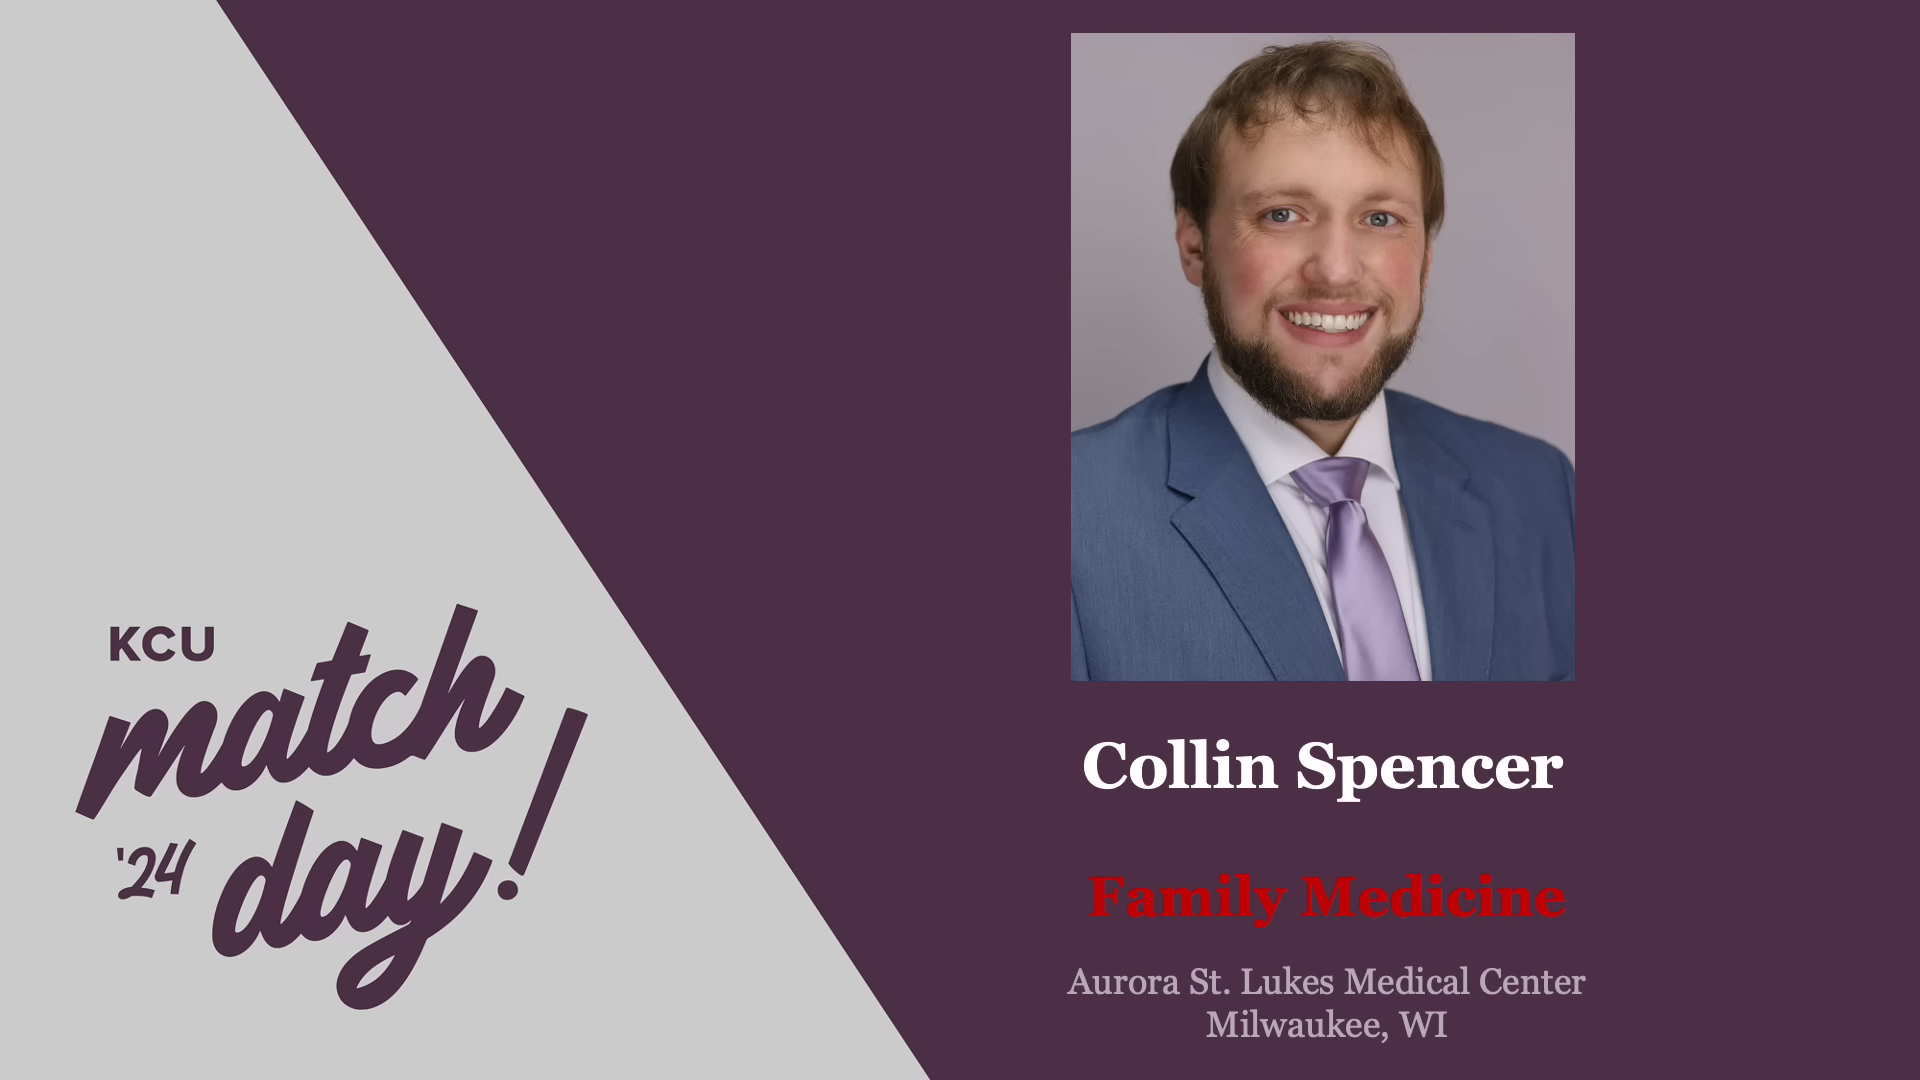 KCU
match
'24 day!
Collin Spencer
Family Medicine
Aurora St. Lukes Medical Center
Milwaukee, WI